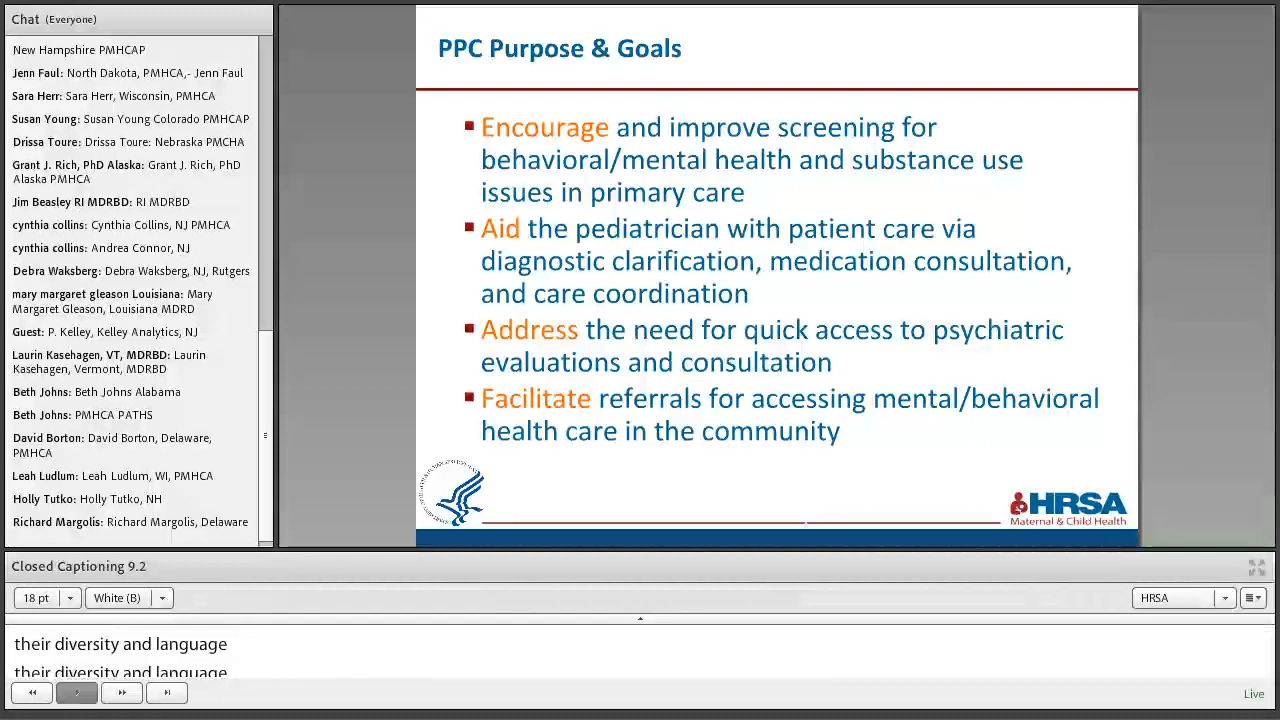 Chat (Everyone)
New Hampshire PMHCAP
Jenn Faul: North Dakota, PMHCA,- Jenn Faul
Sara Herr: Sara Herr, Wisconsin, PMHCA
Susan Young: Susan Young Colorado PMHCAP
Drissa Toure: Drissa Toure: Nebraska PMCHA
Grant J. Rich, PhD Alaska: Grant J. Rich, PhD
Alaska PMHCA
Jim Beasley RI MDRBD: RI MDRBD
cynthia collins: Cynthia Collins, NJ PMHCA
cynthia collins: Andrea Connor, NJ
Debra Waksberg: Debra Waksberg, NJ, Rutgers
mary margaret gleason Louisiana: Mary
Margaret Gleason, Louisiana MDRD
Guest: P. Kelley, Kelley Analytics, NJ
Laurin Kasehagen, VT, MDRBD: Laurin
Kasehagen, Vermont, MDRBD
Beth Johns: Beth Johns Alabama
Beth Johns: PMHCA PATHS
David Borton: David Borton, Delaware,
PMHCA
Leah Ludlum: Leah Ludlum, WI, PMHCA
Holly Tutko: Holly Tutko, NH
Richard Margolis: Richard Margolis, Delaware
PPC Purpose & Goals
Encourage and improve screening for
behavioral/mental health and substance use
issues in primary care
Aid the pediatrician with patient care via
diagnostic clarification, medication consultation,
and care coordination
Address the need for quick access to psychiatric
evaluations and consultation
Facilitate referrals for accessing mental/behavioral
health care in the community
HRSA
Maternal & Child Health
Closed Captioning 9.2
18 pt
White (B)
HRSA
their diversity and language
their diversity and language
Live